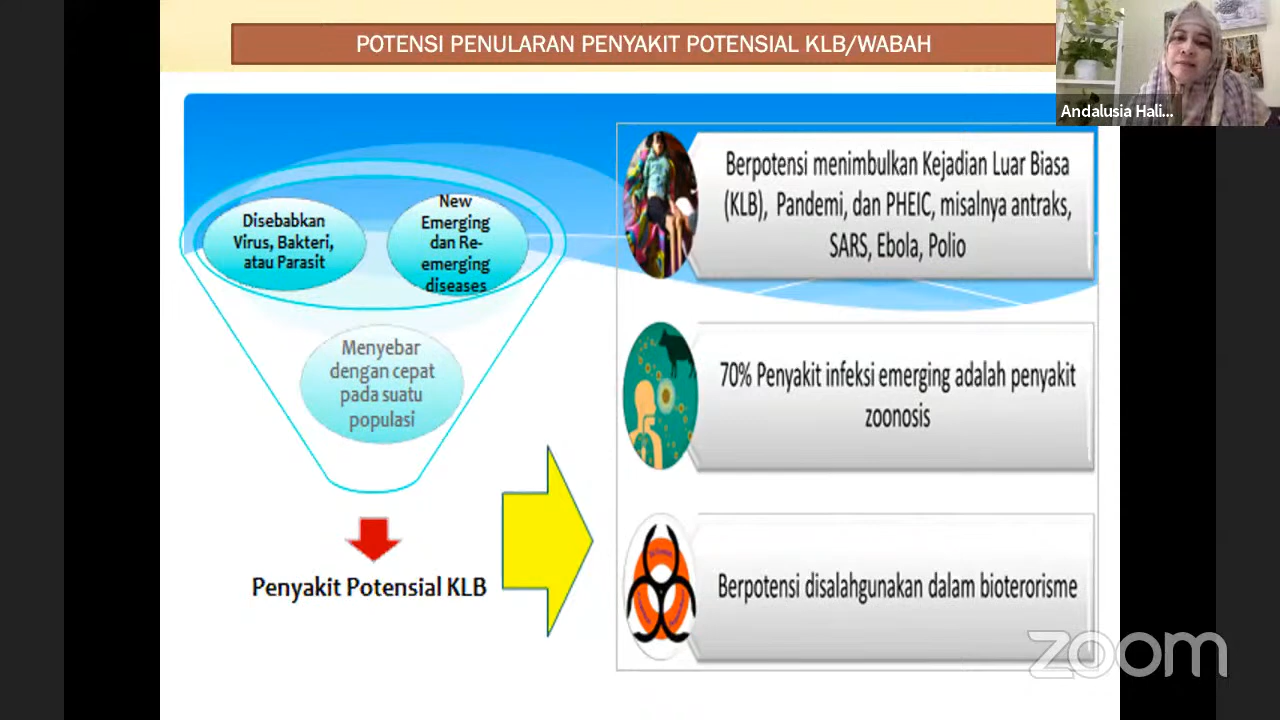 POTENSI PENULARAN PENYAKIT POTENSIAL KLB/WABAH
Andalusia Hali...
Disebabkan
Virus, Bakteri,
atau Parasit
New
Emerging
dan Re-
emerging
diseases
Menyebar
dengan cepat
pada suatu
populasi
Penyakit Potensial KLB
Berpotensi menimbulkan Kejadian Luar Biasa
(KLB), Pandemi, dan PHEIC, misalnya antraks,
SARS, Ebola, Polio
70% Penyakit infeksi emerging adalah penyakit
zoonosis
Berpotensi disalahgunakan dalam bioterorisme
zoom